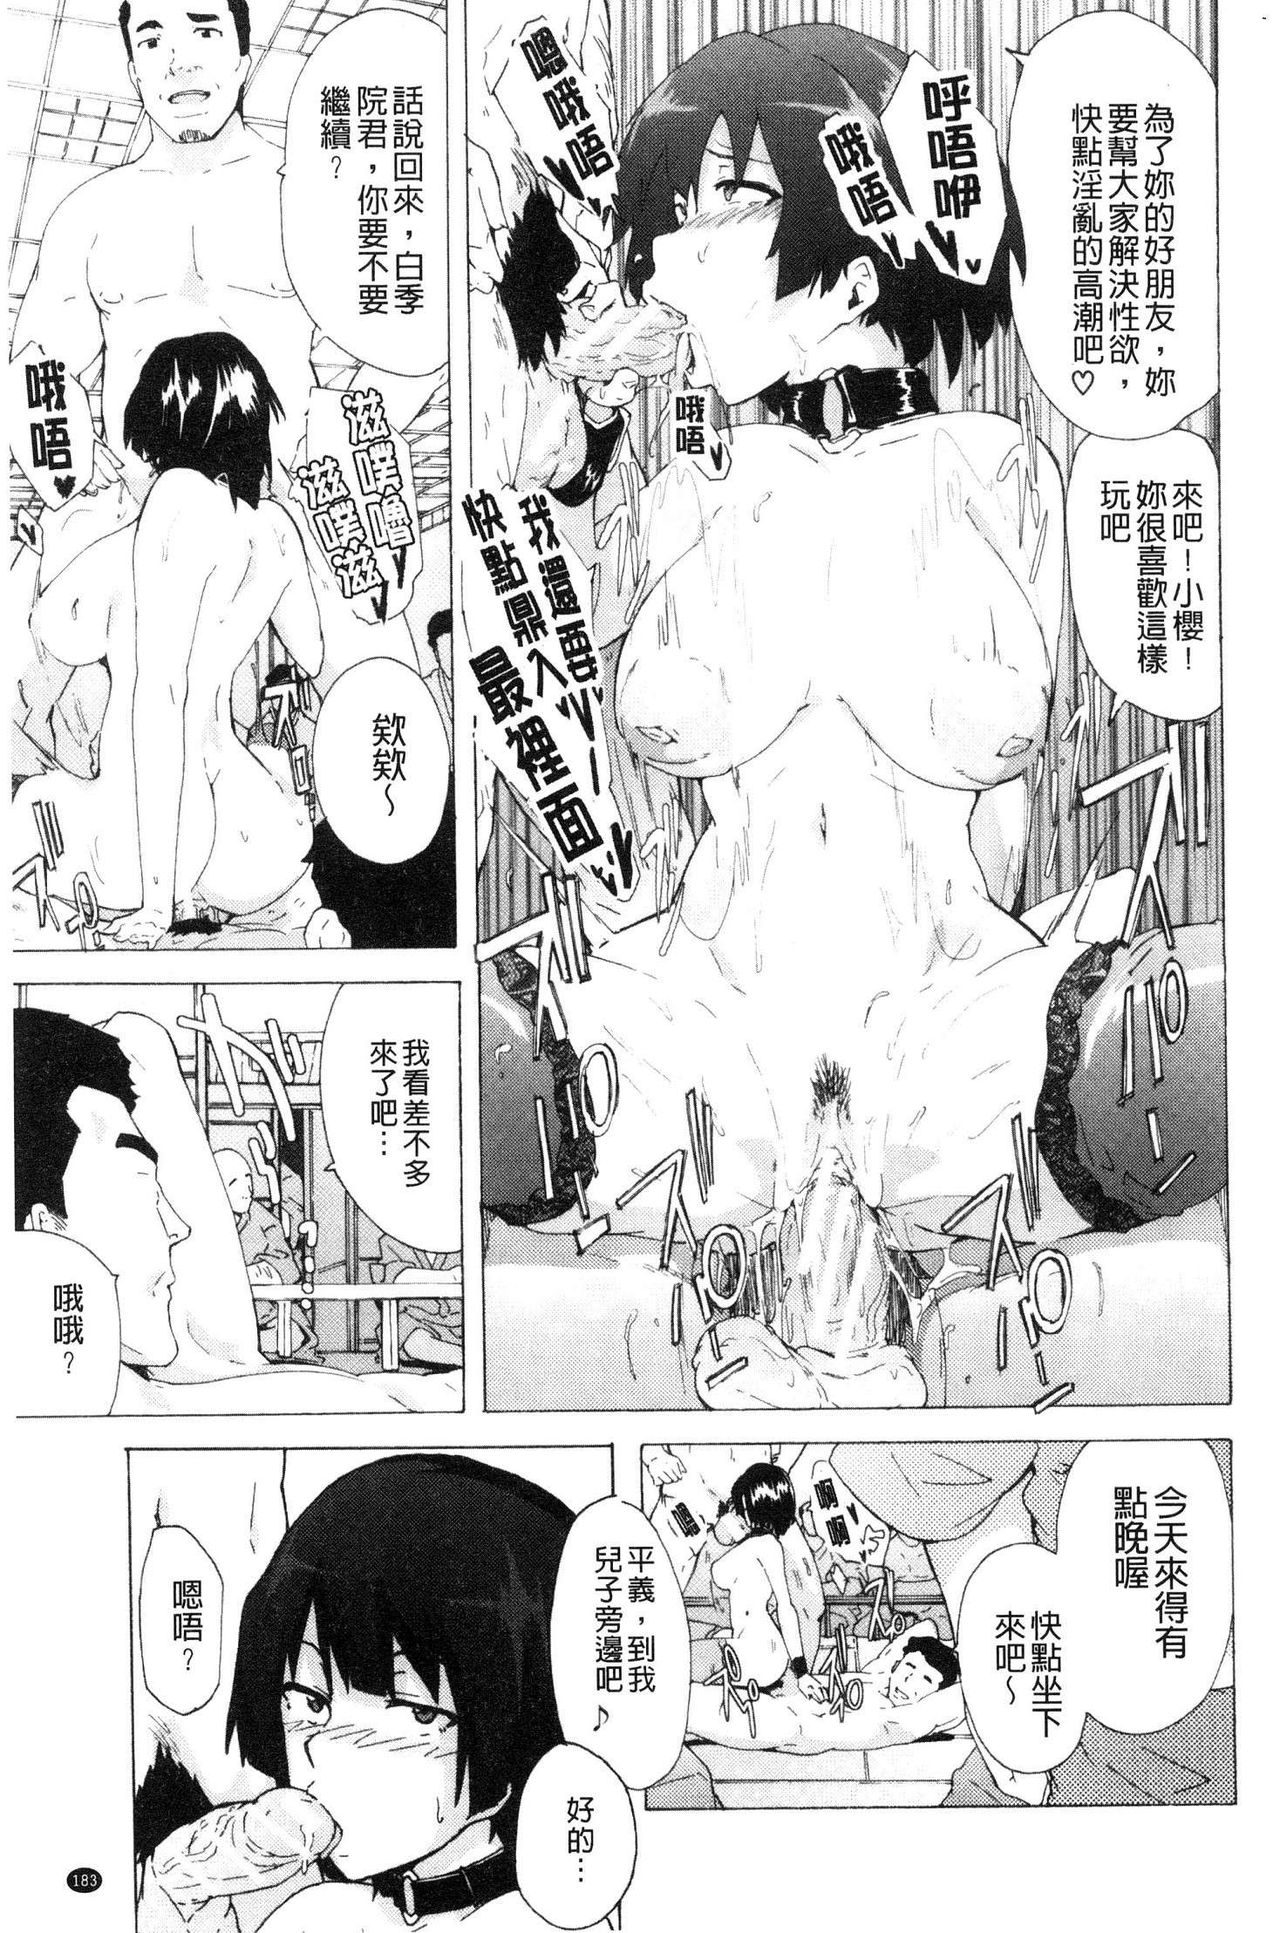 為了妳的好朋友，妳
要幫大家解決性欲，
快點淫亂的高潮吧♡
來吧！小櫻！
妳很喜歡這樣
玩吧
呼唔咿
哦唔
嗯哦唔
哦唔
我還要
快點鼎入
最裡面
話說回來，白季
院君，你要不要
繼續？
滋噗嚕
滋噗滋
哦唔
欸欸～
我看差不多
來了吧…
哦哦？
今天來得有
點晚喔
快點坐下
來吧～
啊
啊
嗯
平義，到我
兒子旁邊吧♪
好的…
嗯唔？
183